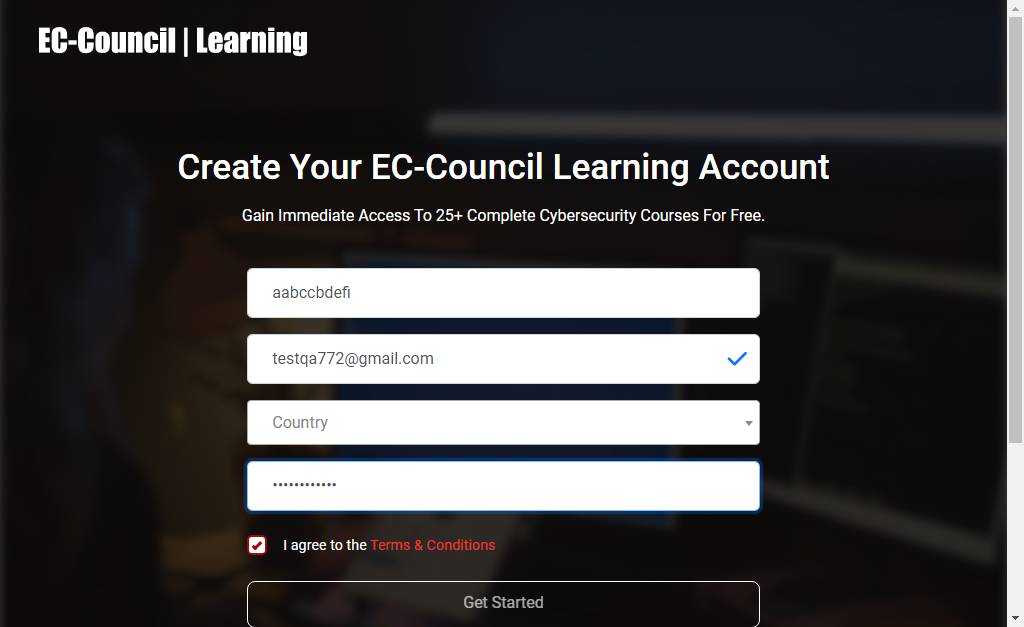 EC-Council | Learning
Create Your EC-Council Learning Account
Gain Immediate Access To 25+ Complete Cybersecurity Courses For Free.
aabccbdefi
testqa772@gmail.com
Country
••••••••••••
I agree to the Terms & Conditions
Get Started